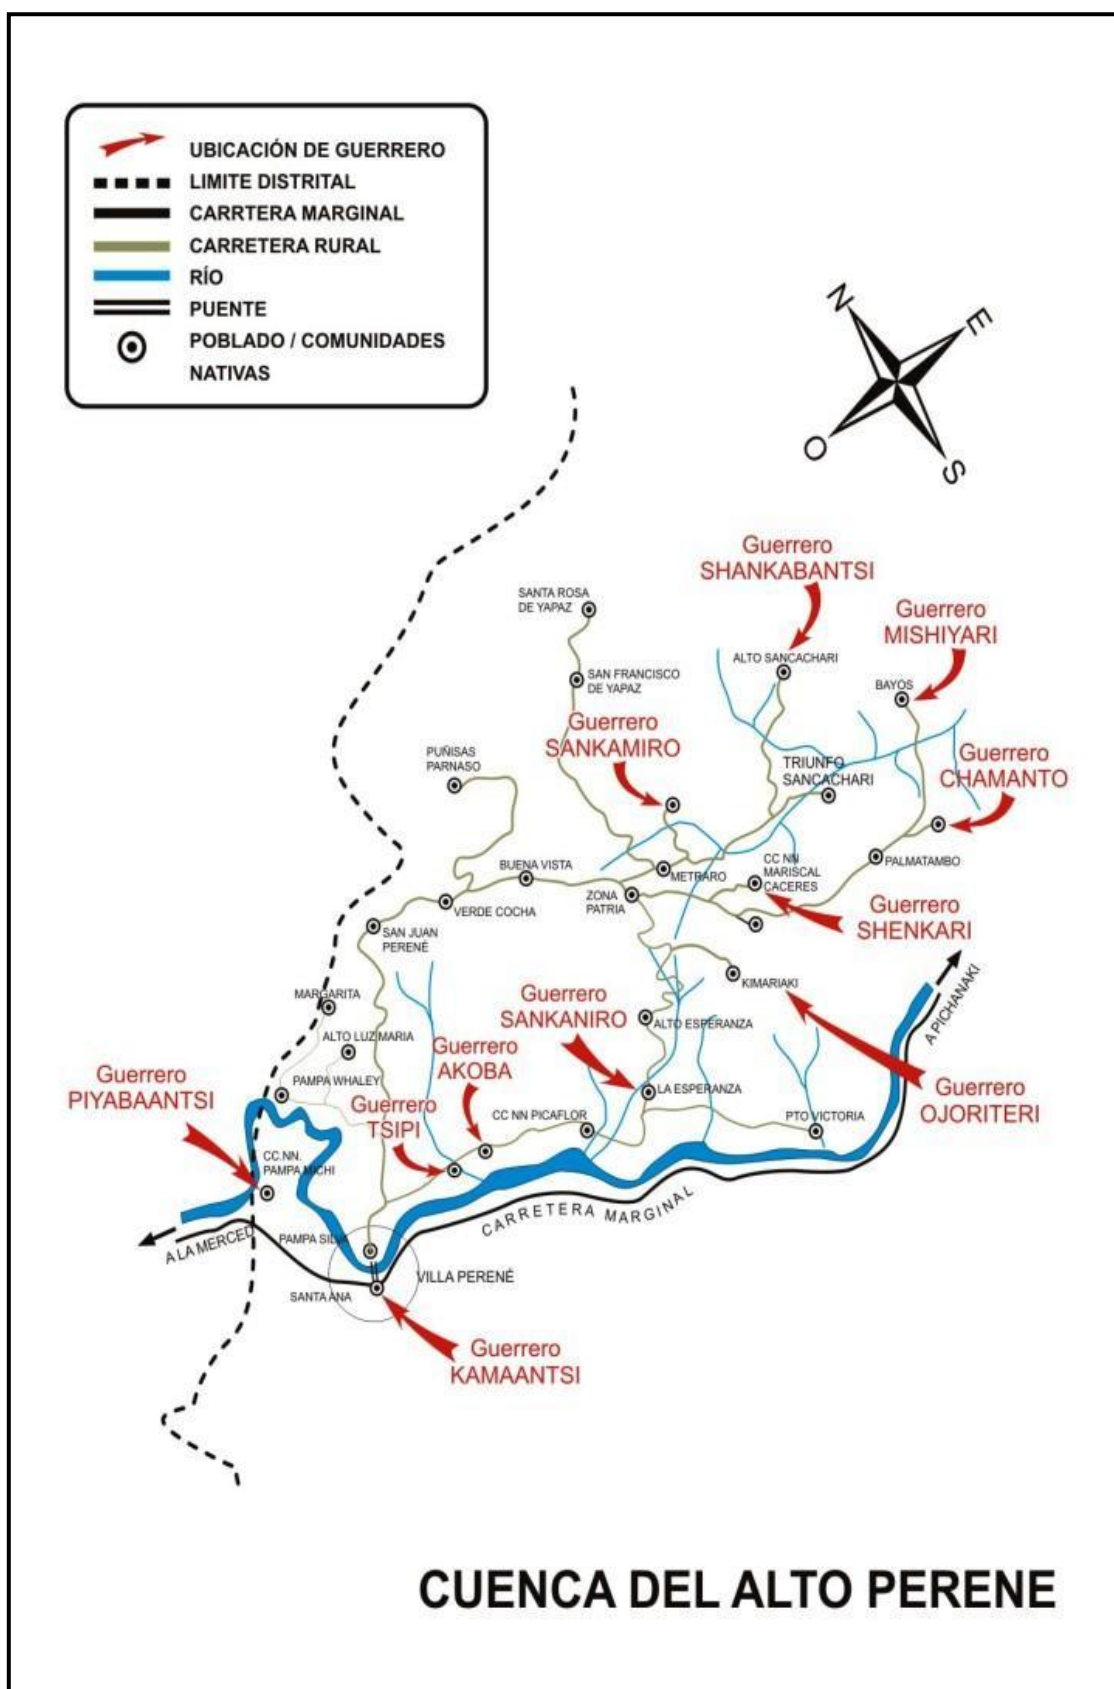 UBICACIÓN DE GUERRERO
LIMITE DISTRITAL
CARRTERA MARGINAL
CARRETERA RURAL
RÍO
PUENTE
POBLADO / COMUNIDADES
NATIVAS
N
E
O
S
Guerrero
SHANKABANTSI
SANTA ROSA
DE YAPAZ
Guerrero
MISHIYARI
ALTO SANCACHARI
SAN FRANCISCO
DE YAPAZ
BAYOS
Guerrero
SANKAMIRO
PUÑISAS
PARNASO
TRIUNFO
SANCACHARI
Guerrero
CHAMANTO
BUENA VISTA
METRARO
CC NN
MARISCAL
CACERES
PALMATAMBO
VERDE COCHA
ZONA
PATRIA
Guerrero
SHENKARI
SAN JUAN
PERENÉ
KIMARIAKI
A PICHANAKI
MARGARITA
Guerrero
SANKANIRO
ALTO ESPERANZA
ALTO LUZ MARIA
Guerrero
AKOBA
Guerrero
PIYABAANTSI
PAMPA WHALEY
Guerrero
TSIPI
LA ESPERANZA
Guerrero
OJORITERI
CC NN PICAFLOR
PTO VICTORIA
CC.NN.
PAMPA MICHI
CARRETERA MARGINAL
A LA MERCED
PAMPA SILVA
VILLA PERENÉ
SANTA ANA
Guerrero
KAMAANTSI
CUENCA DEL ALTO PERENE